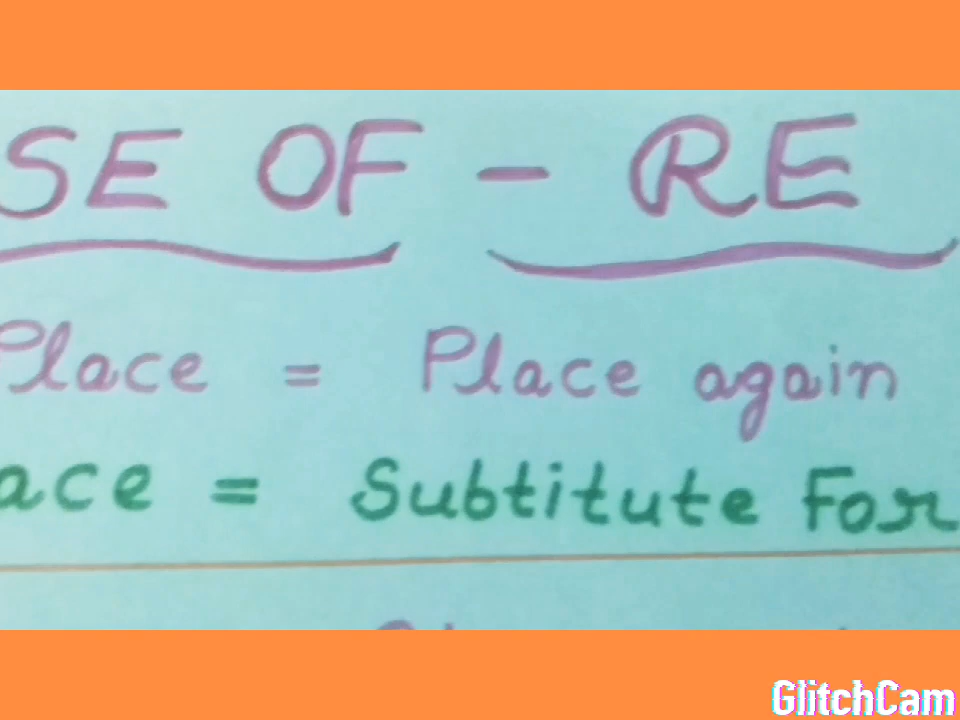 SE OF - RE
Place = Place again
ace = Subtitute For
GlitchCam